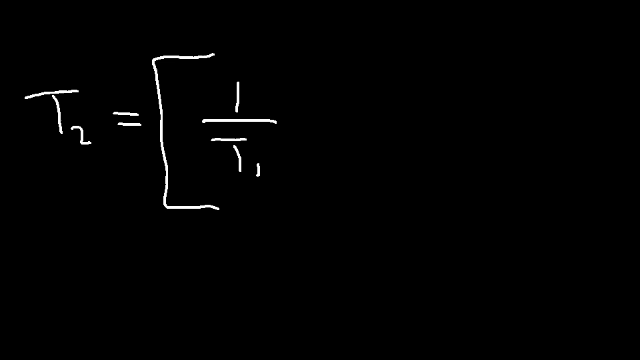 T₂ = [ 1/T₁